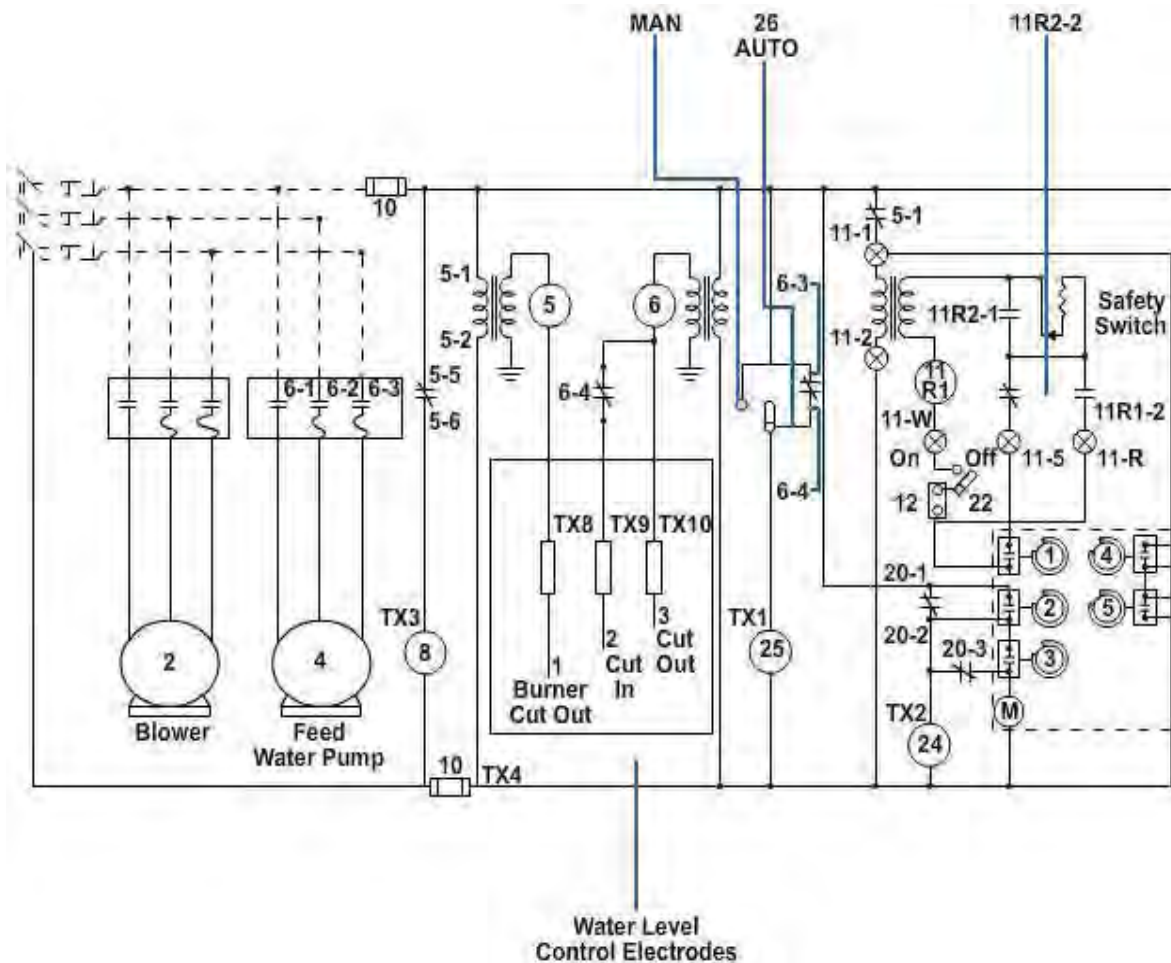 MAN
26
AUTO
11R2-2
10
5-1
11-1
5-1
5
6
6-3
11R2-1
Safety
Switch
5-2
11-2
6-1
6-2
6-3
5-5
5-6
6-4
11
R1
11R1-2
11-W
On
Off
11-5
11-R
6-4
12
22
TX8
TX9
TX10
1
4
20-1
TX3
8
TX1
25
2
5
2
Blower
4
Feed
Water Pump
1
Burner
Cut Out
2
Cut
In
3
Cut
Out
20-2
20-3
3
TX2
24
M
10
TX4
Water Level
Control Electrodes